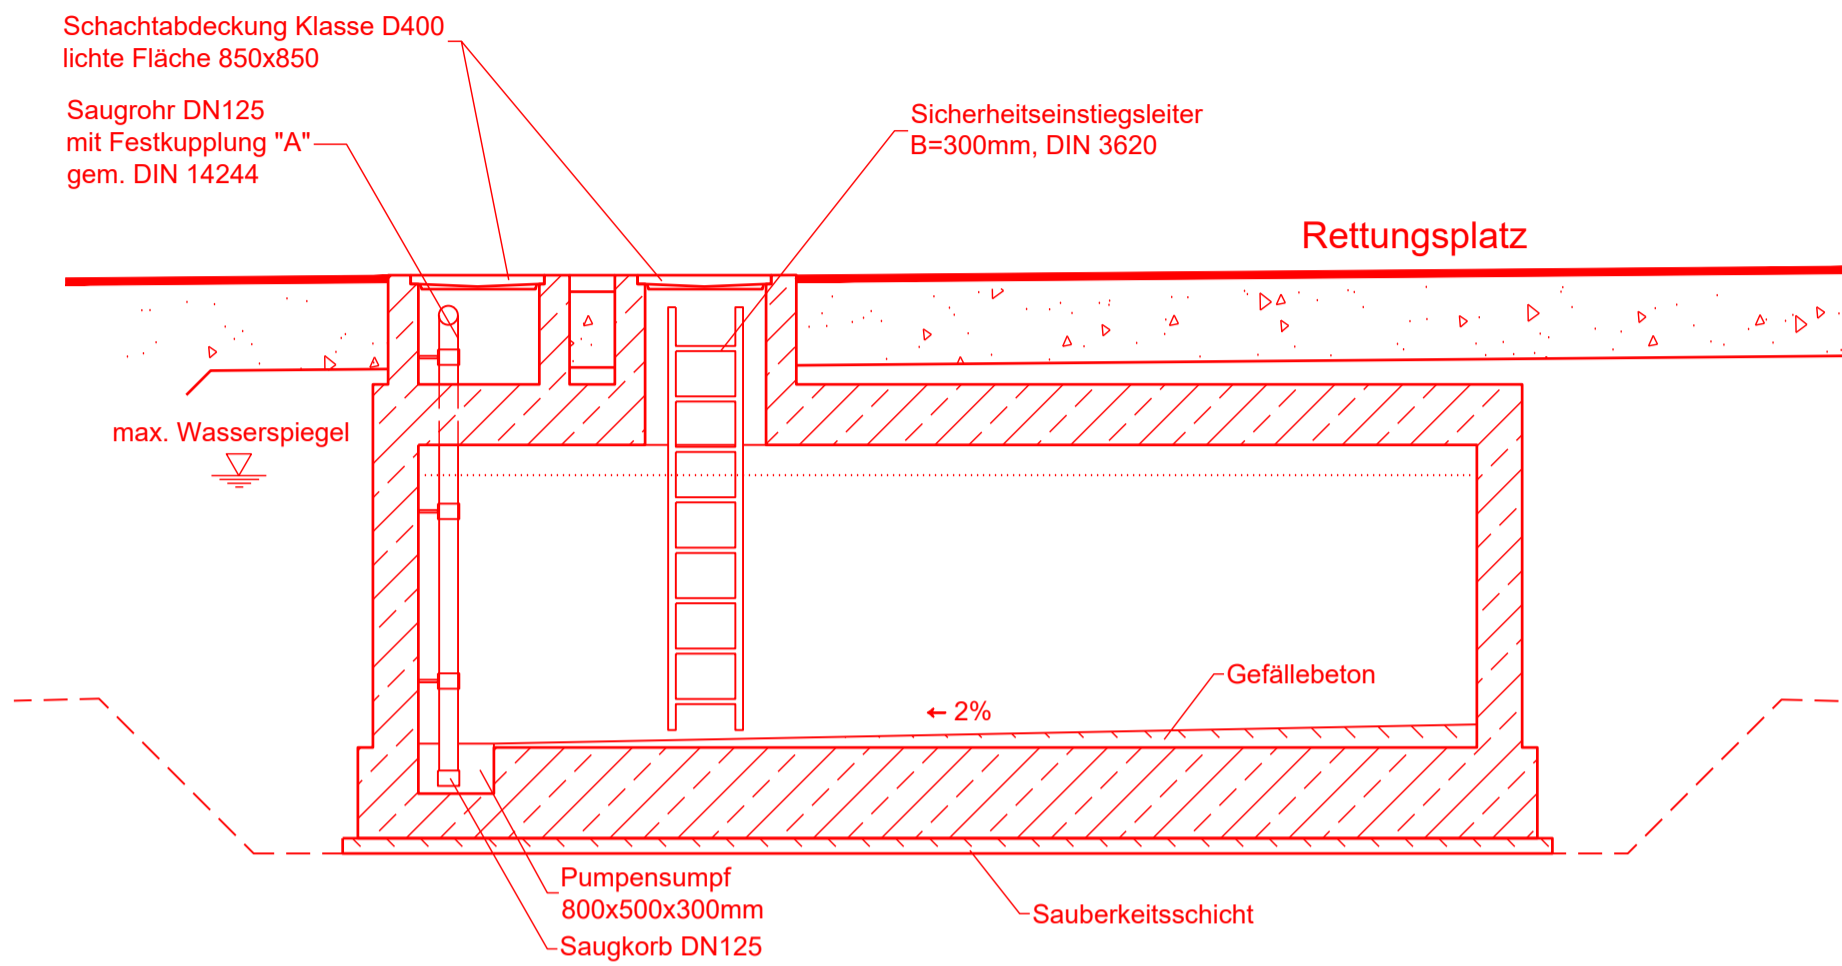 Schachtabdeckung Klasse D400
lichte Fläche 850x850
Saugrohr DN125
mit Festkupplung "A"
gem. DIN 14244
Sicherheitseinstiegsleiter
B=300mm, DIN 3620
Rettungsplatz
max. Wasserspiegel
Gefällebeton
2%
Pumpensumpf
800x500x300mm
Saugkorb DN125
Sauberkeitsschicht